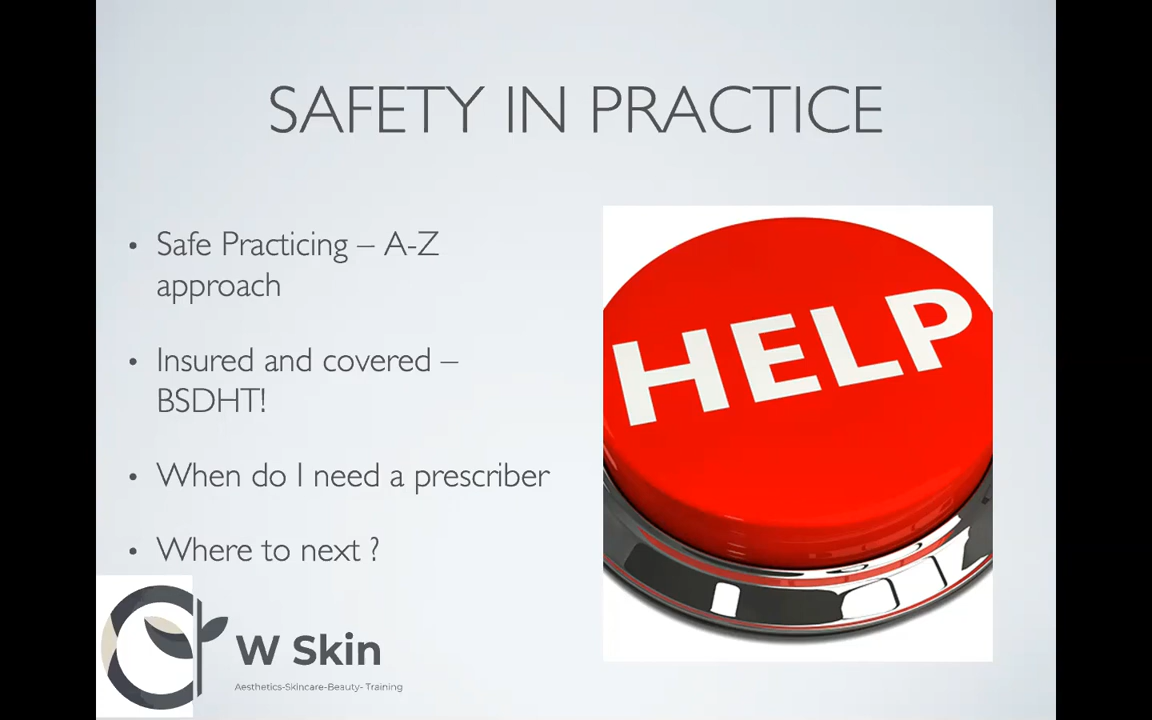 SAFETY IN PRACTICE
• Safe Practicing – A-Z
approach
• Insured and covered –
BSDHT!
• When do I need a prescriber
• Where to next ?
HELP
W Skin
Aesthetics-Skincare-Beauty- Training